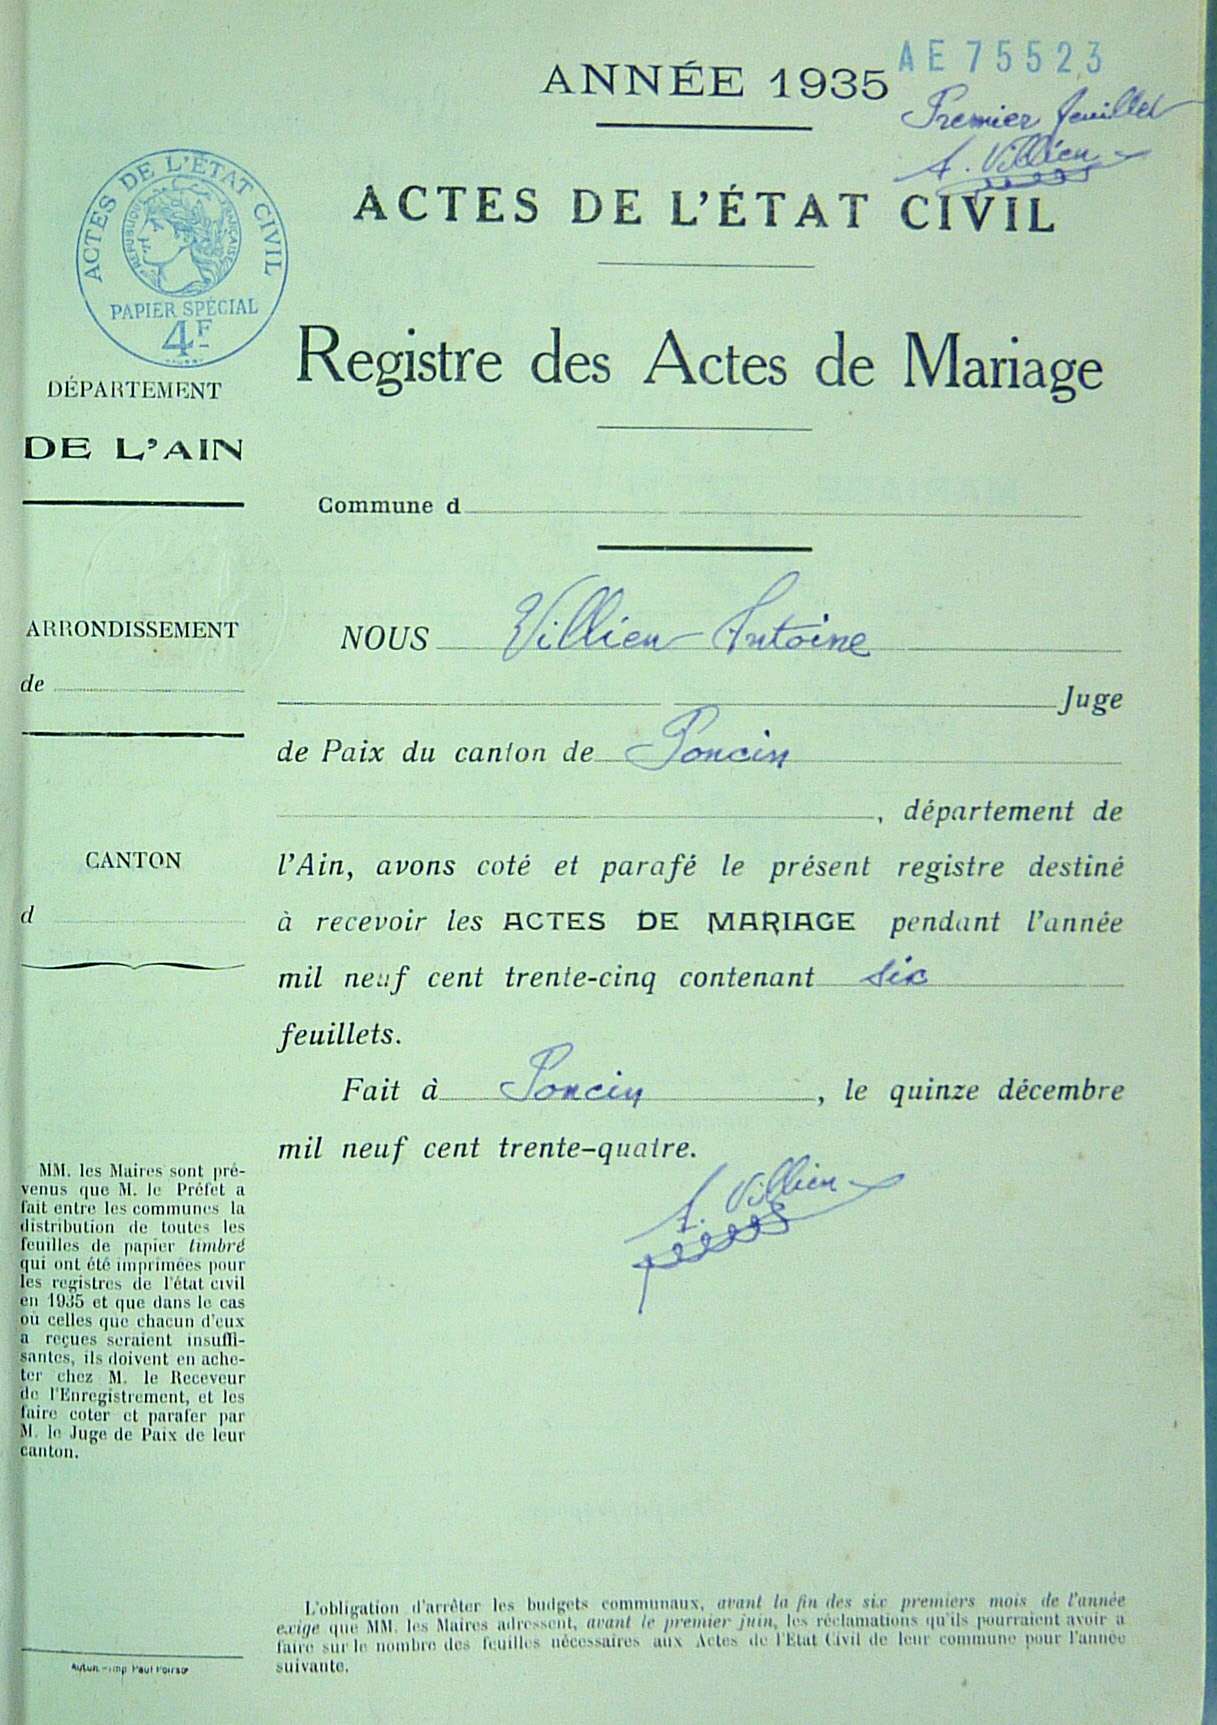 ANNÉE 1935
AE 75523
Premier feuillet
A. Villien
ACTES DE L'ÉTAT CIVIL
ACTES DE L'ÉTAT CIVIL
RÉPUBLIQUE FRANÇAISE
PAPIER SPÉCIAL
4F
Registre des Actes de Mariage
DÉPARTEMENT
DE L'AIN
Commune d
ARRONDISSEMENT
de
CANTON
d
NOUS Villien Antoine
Juge
de Paix du canton de Poncin
, département de
l'Ain, avons coté et parafé le présent registre destiné
à recevoir les ACTES DE MARIAGE pendant l'année
mil neuf cent trente-cinq contenant six
feuillets.
Fait à Poncin, le quinze décembre
mil neuf cent trente-quatre.
A. Villien
MM. les Maires sont pré-
venus que M. le Préfet a
fait entre les communes la
distribution de toutes les
feuilles de papier timbré
qui ont été imprimées pour
les registres de l'état civil
en 1935 et que dans le cas
où celles que chacun d'eux
a reçues seraient insuffi-
santes, ils doivent en ache-
ter chez M. le Receveur
de l'Enregistrement, et les
faire coter et parafer par
M. le Juge de Paix de leur
canton.
L'obligation d'arrêter les budgets communaux, avant la fin des six premiers mois de l'année
exige que MM. les Maires adressent, avant le premier juin, les réclamations qu'ils pourraient avoir a
faire sur le nombre des feuilles nécessaires aux Actes de l'Etat Civil de leur commune pour l'année
suivante.
Autun - Imp Paul Poirson